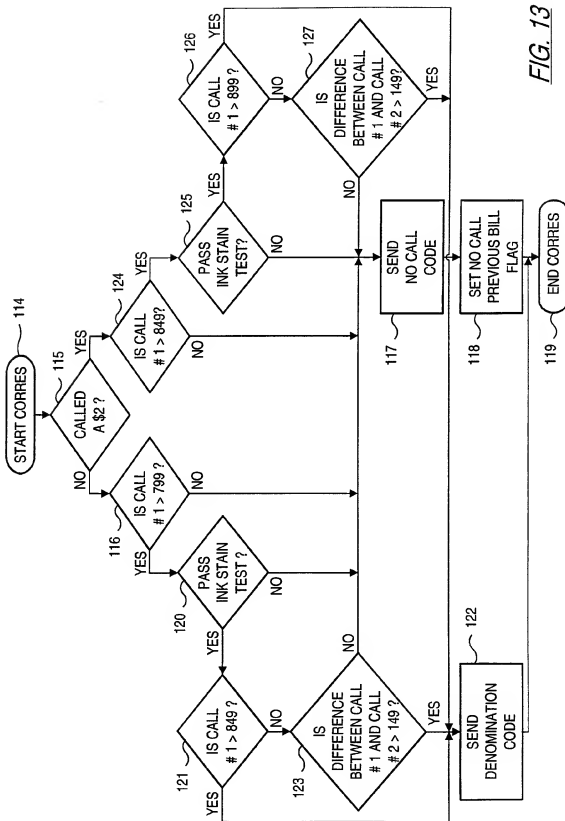 START CORRES
114
115
CALLED
A $2 ?
NO
YES
116
IS CALL
# 1 > 799 ?
YES
NO
124
IS CALL
# 1 > 849?
YES
NO
120
PASS
INK STAIN
TEST ?
YES
NO
125
PASS
INK STAIN
TEST?
YES
NO
121
IS CALL
# 1 > 849 ?
YES
NO
126
IS CALL
# 1 > 899 ?
YES
NO
123
IS
DIFFERENCE
BETWEEN CALL
# 1 AND CALL
# 2 > 149 ?
NO
YES
127
IS
DIFFERENCE
BETWEEN CALL
# 1 AND CALL
# 2 > 149?
NO
YES
SEND
NO CALL
CODE
117
122
SEND
DENOMINATION
CODE
SET NO CALL
PREVIOUS BILL
FLAG
118
END CORRES
119
FIG. 13